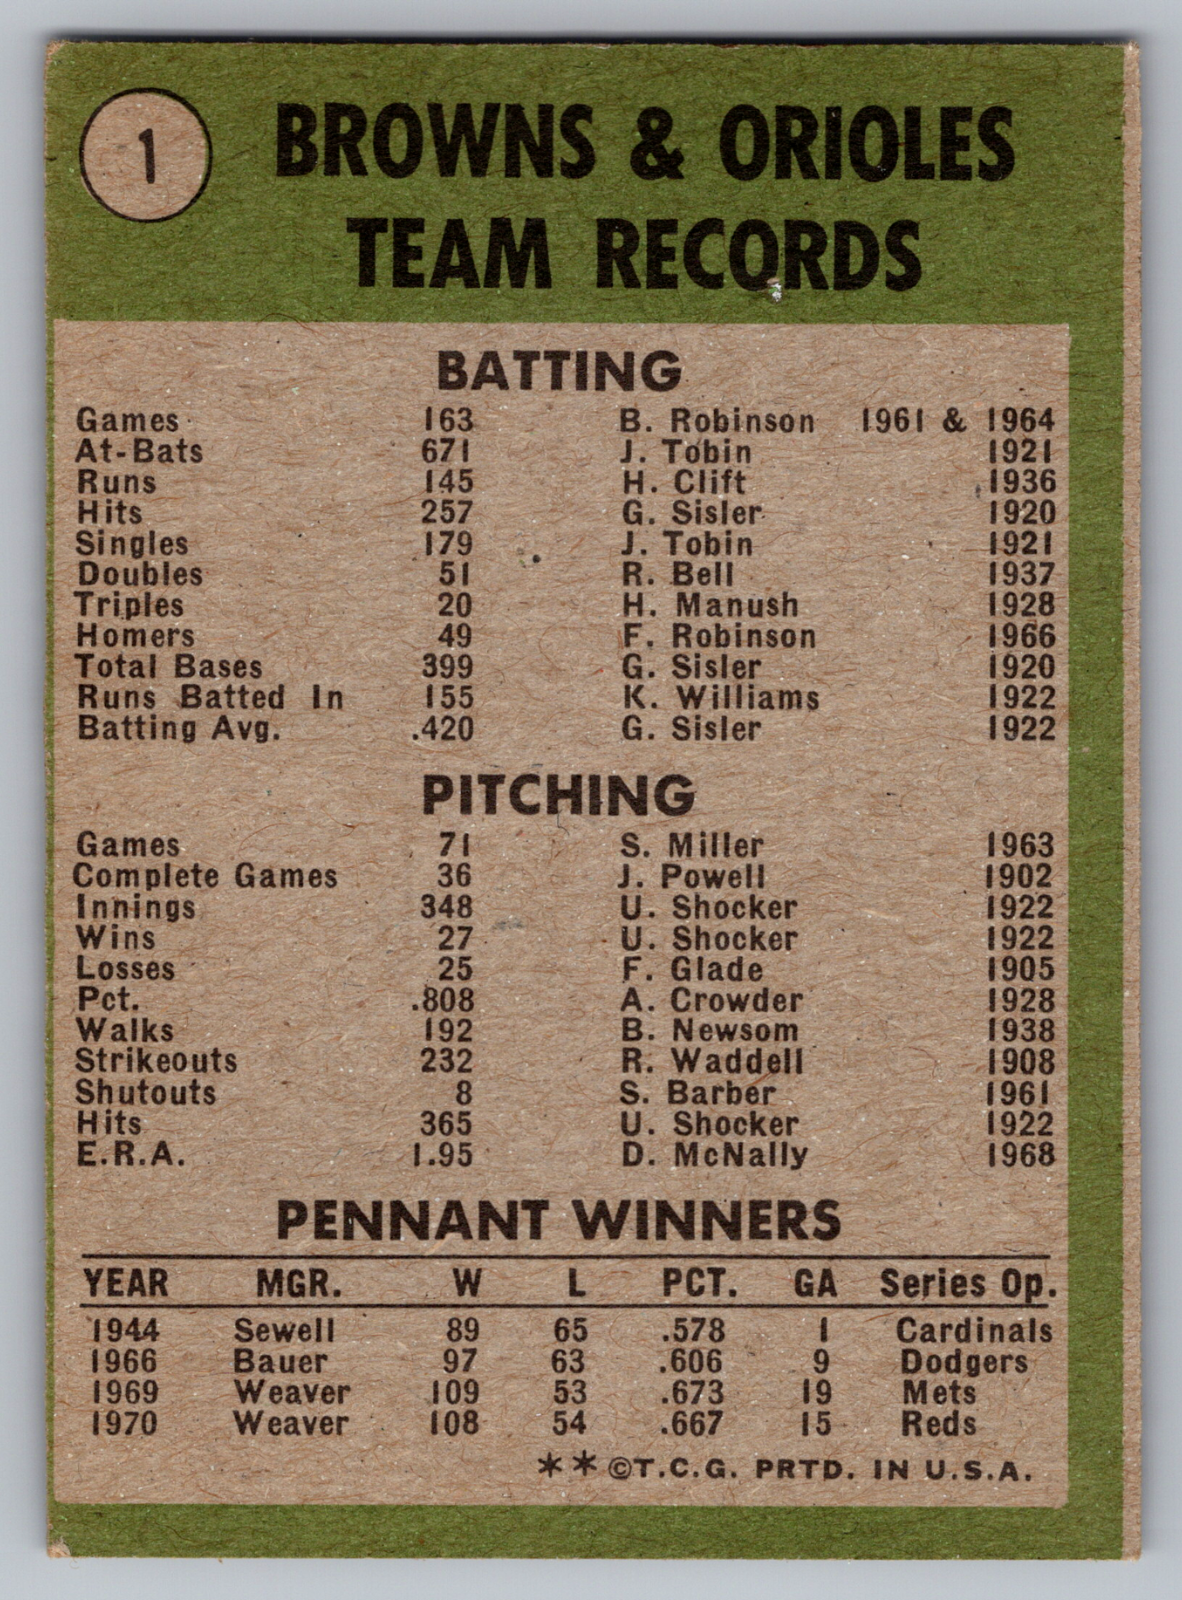 1
BROWNS & ORIOLES
TEAM RECORDS
BATTING
Games 163 B. Robinson 1961 & 1964
At-Bats 671 J. Tobin 1921
Runs 145 H. Clift 1936
Hits 257 G. Sisler 1920
Singles 179 J. Tobin 1921
Doubles 51 R. Bell 1937
Triples 20 H. Manush 1928
Homers 49 F. Robinson 1966
Total Bases 399 G. Sisler 1920
Runs Batted In 155 K. Williams 1922
Batting Avg. .420 G. Sisler 1922
PITCHING
Games 71 S. Miller 1963
Complete Games 36 J. Powell 1902
Innings 348 U. Shocker 1922
Wins 27 U. Shocker 1922
Losses 25 F. Glade 1905
Pct. .808 A. Crowder 1928
Walks 192 B. Newsom 1938
Strikeouts 232 R. Waddell 1908
Shutouts 8 S. Barber 1961
Hits 365 U. Shocker 1922
E.R.A. 1.95 D. McNally 1968
PENNANT WINNERS
YEAR MGR. W L PCT. GA Series Op.
1944 Sewell 89 65 .578 1 Cardinals
1966 Bauer 97 63 .606 9 Dodgers
1969 Weaver 109 53 .673 19 Mets
1970 Weaver 108 54 .667 15 Reds
**©T.C.G. PRTD. IN U.S.A.